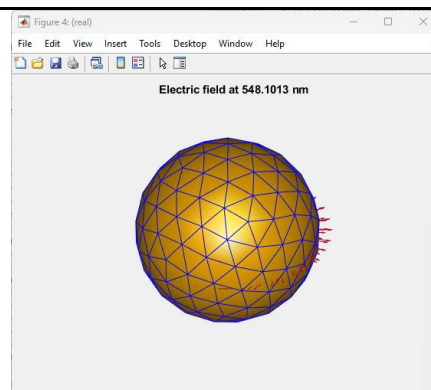 Figure 4: (real)
File Edit View Insert Tools Desktop Window Help
Electric field at 548.1013 nm